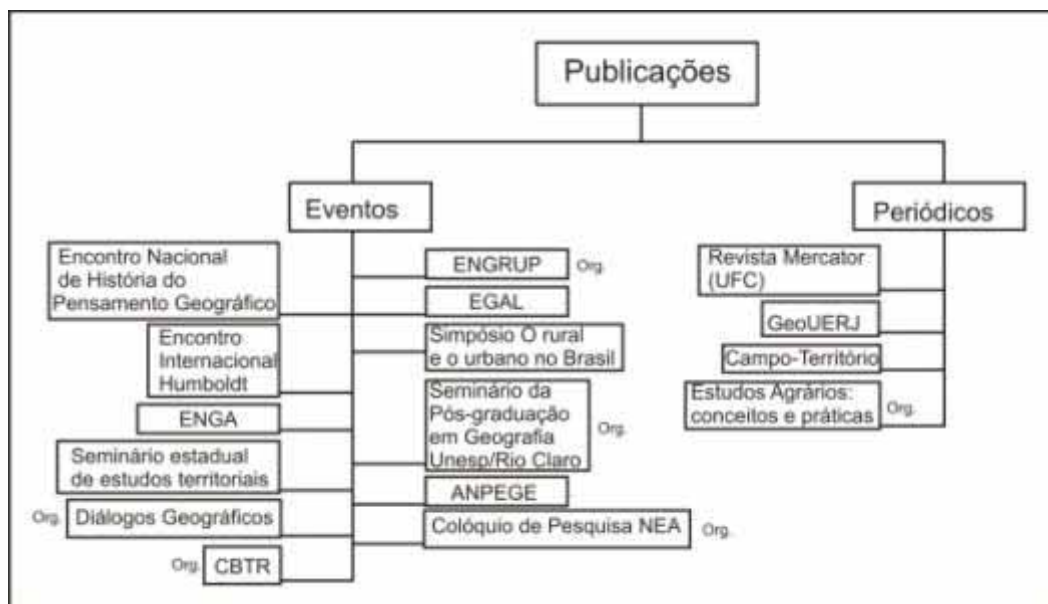 Publicações
Eventos
Encontro Nacional
de História do
Pensamento Geográfico
Encontro
Internacional
Humboldt
ENGA
Seminário estadual
de estudos territoriais
Org. Diálogos Geográficos
Org. CBTR
ENGRUP Org.
EGAL
Simpósio O rural
e o urbano no Brasil
Seminário da
Pós-graduação
em Geografia Org.
Unesp/Rio Claro
ANPEGE
Colóquio de Pesquisa NEA Org.
Periódicos
Revista Mercator
(UFC)
GeoUERJ
Campo-Território
Estudos Agrários:
conceitos e práticas Org.